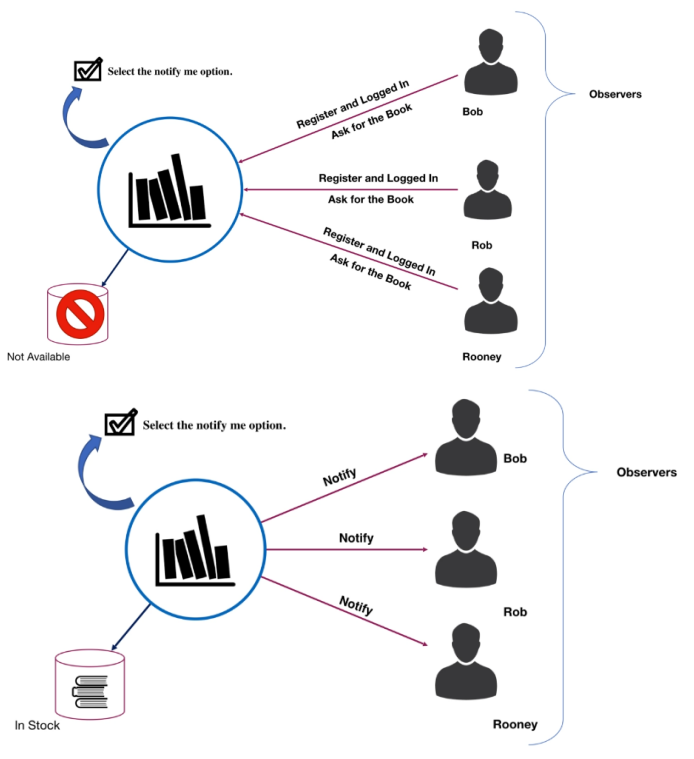 Select the notify me option.
Register and Logged In
Ask for the Book
Bob
Observers
Register and Logged In
Ask for the Book
Rob
Register and Logged In
Ask for the Book
Rooney
Not Available
Select the notify me option.
Notify
Bob
Observers
Notify
Rob
Notify
Rooney
In Stock